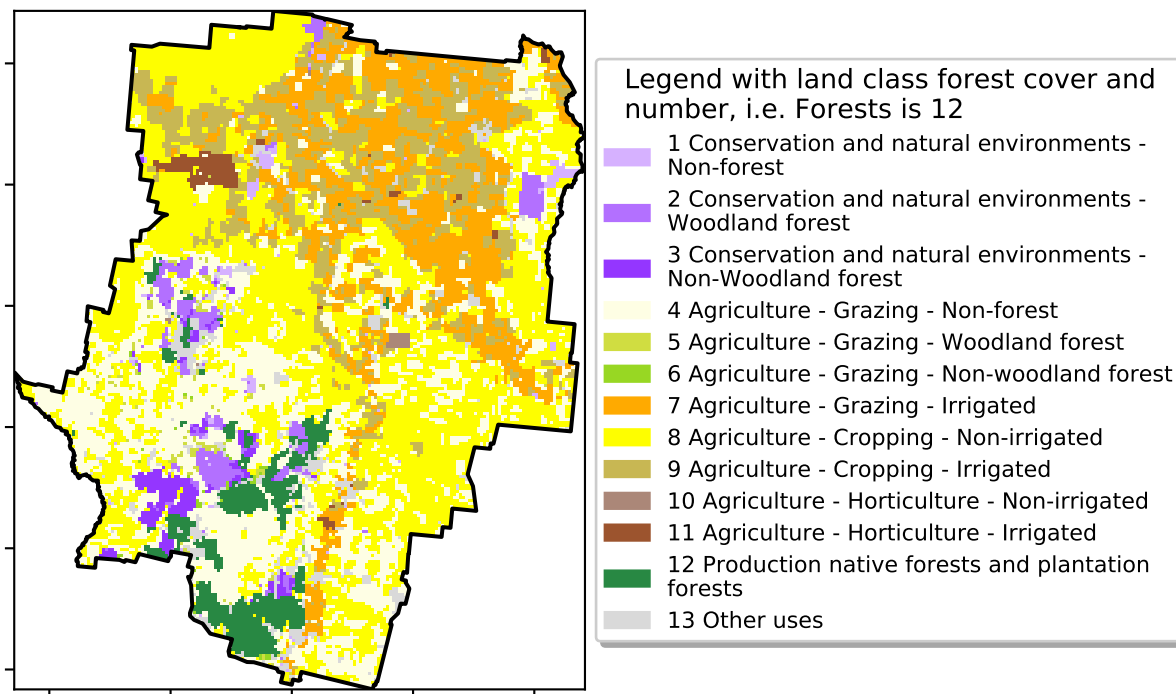 Legend with land class forest cover and
number, i.e. Forests is 12
1 Conservation and natural environments -
Non-forest
2 Conservation and natural environments -
Woodland forest
3 Conservation and natural environments -
Non-Woodland forest
4 Agriculture - Grazing - Non-forest
5 Agriculture - Grazing - Woodland forest
6 Agriculture - Grazing - Non-woodland forest
7 Agriculture - Grazing - Irrigated
8 Agriculture - Cropping - Non-irrigated
9 Agriculture - Cropping - Irrigated
10 Agriculture - Horticulture - Non-irrigated
11 Agriculture - Horticulture - Irrigated
12 Production native forests and plantation
forests
13 Other uses